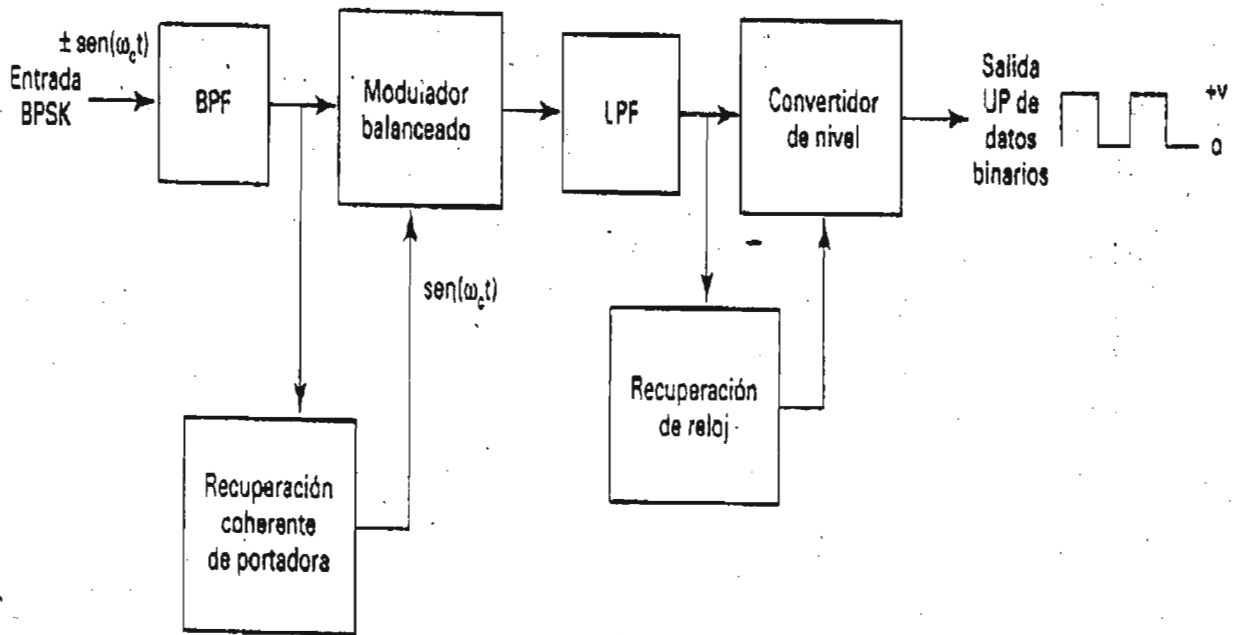 ± sen(ω_c t)
Entrada
BPSK
BPF
Modulador
balanceado
LPF
Convertidor
de nivel
Salida
UP de
datos
binarios
+v
0
sen(ω_c t)
Recuperación
coherente
de portadora
Recuperación
de reloj